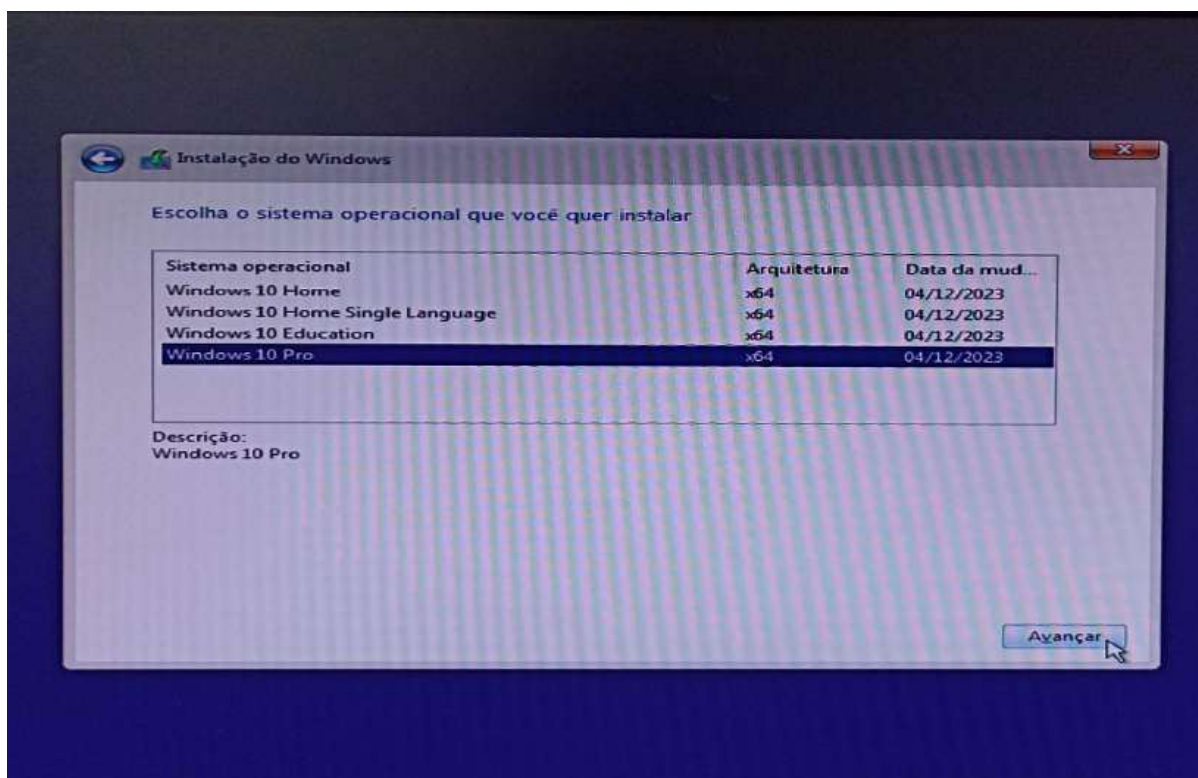 Instalação do Windows
Escolha o sistema operacional que você quer instalar
Sistema operacional Arquitetura Data da mud...
Windows 10 Home x64 04/12/2023
Windows 10 Home Single Language x64 04/12/2023
Windows 10 Education x64 04/12/2023
Windows 10 Pro x64 04/12/2023
Descrição:
Windows 10 Pro
Avançar